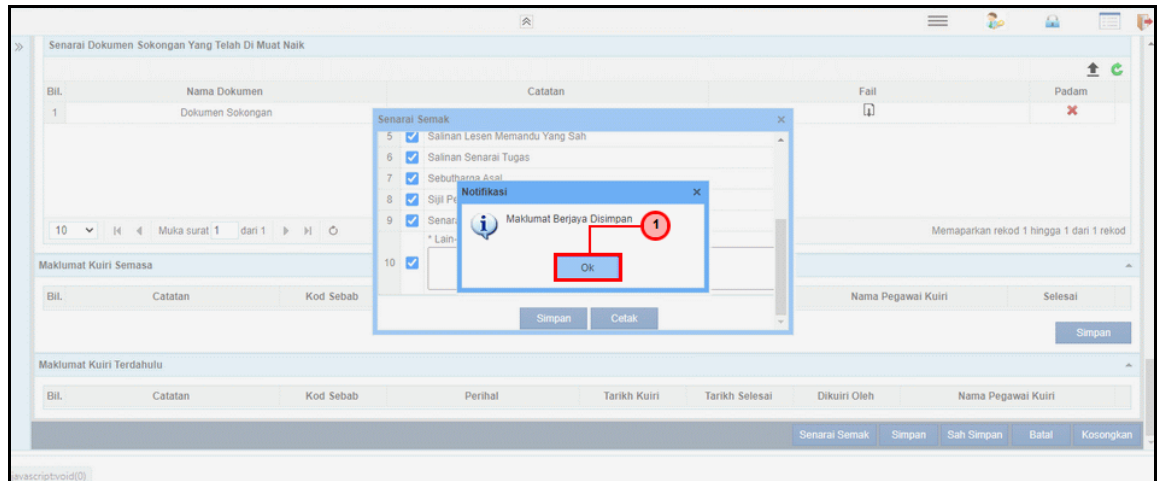 Senarai Dokumen Sokongan Yang Telah Di Muat Naik
Bil. Nama Dokumen Catatan Fail Padam
1 Dokumen Sokongan
Senarai Semak
5 Salinan Lesen Memandu Yang Sah
6 Salinan Senarai Tugas
7 Sebutharga Asal
8 Sijil
9 Senar
* Lain-
10
Notifikasi
Maklumat Berjaya Disimpan
1
Ok
Simpan Cetak
10 Muka surat 1 dari 1 Memaparkan rekod 1 hingga 1 dari 1 rekod
Maklumat Kuiri Semasa
Bil. Catatan Kod Sebab Nama Pegawai Kuiri Selesai
Simpan
Maklumat Kuiri Terdahulu
Bil. Catatan Kod Sebab Perihal Tarikh Kuiri Tarikh Selesai Dikuiri Oleh Nama Pegawai Kuiri
Senarai Semak Simpan Sah Simpan Batal Kosongkan
javascript:void(0)